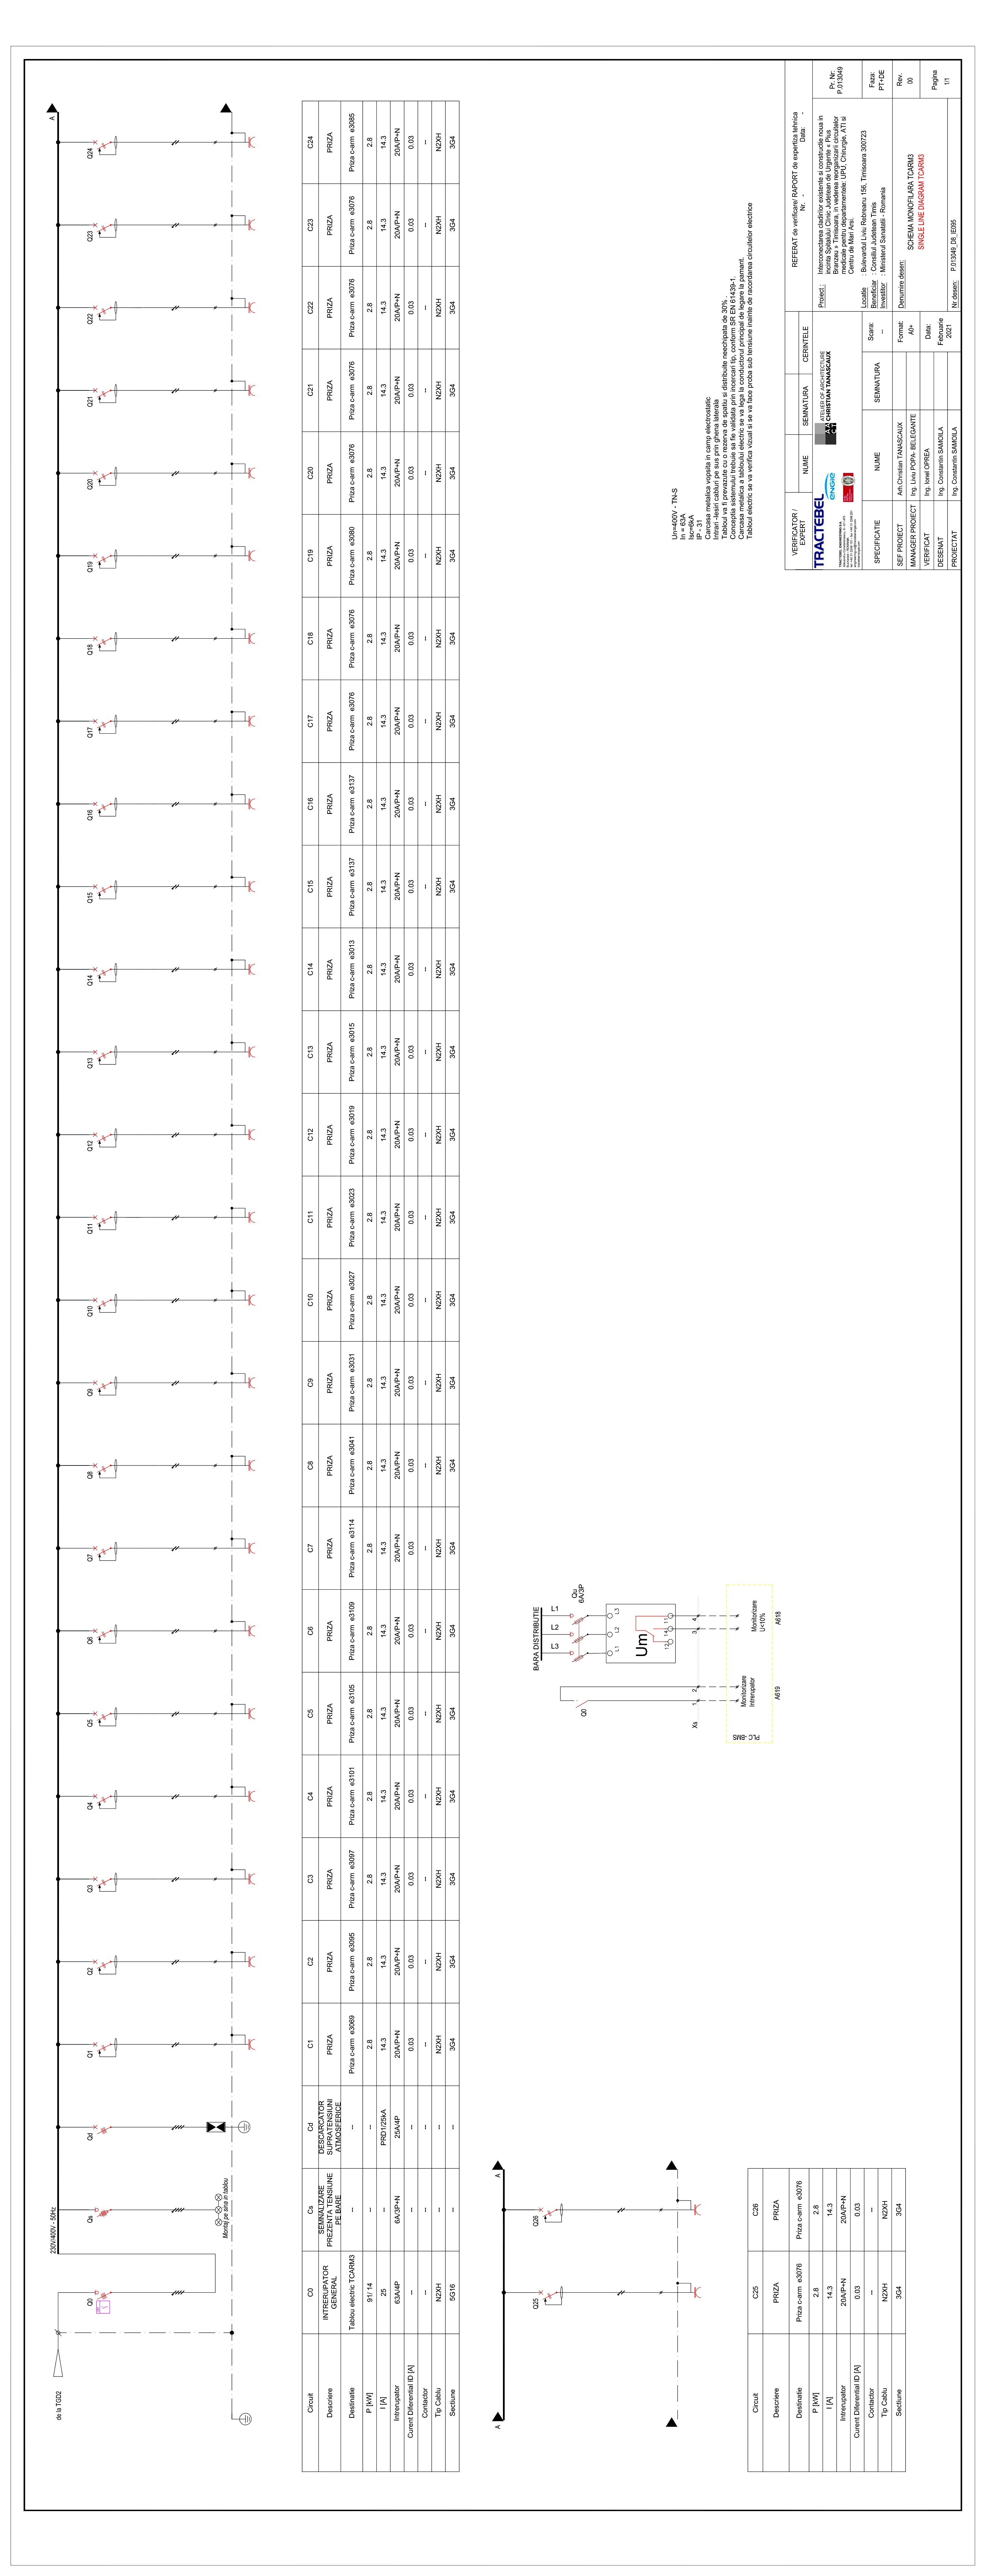 de la TGD2
230V/400V - 50Hz
Q0
Qs
Qd
Q1
Q2
Q3
Q4
Q5
Q6
Q7
Q8
Q9
Q10
Q11
Q12
Q13
Q14
Q15
Q16
Q17
Q18
Q19
Q20
Q21
Q22
Q23
Q24
A
Montaj pe sina in tablou
Circuit C0 Cs Cd C1 C2 C3 C4 C5 C6 C7 C8 C9 C10 C11 C12 C13 C14 C15 C16 C17 C18 C19 C20 C21 C22 C23 C24
Descriere INTRERUPATOR GENERAL SEMNALIZARE PREZENTA TENSIUNE PE BARE DESCARCATOR SUPRATENSIUNI ATMOSFERICE PRIZA PRIZA PRIZA PRIZA PRIZA PRIZA PRIZA PRIZA PRIZA PRIZA PRIZA PRIZA PRIZA PRIZA PRIZA PRIZA PRIZA PRIZA PRIZA PRIZA PRIZA PRIZA PRIZA PRIZA
Destinatie Tablou electric TCARM3 -- -- Priza c-arm e3069 Priza c-arm e3095 Priza c-arm e3097 Priza c-arm e3101 Priza c-arm e3105 Priza c-arm e3109 Priza c-arm e3114 Priza c-arm e3041 Priza c-arm e3031 Priza c-arm e3027 Priza c-arm e3023 Priza c-arm e3019 Priza c-arm e3015 Priza c-arm e3013 Priza c-arm e3137 Priza c-arm e3137 Priza c-arm e3076 Priza c-arm e3076 Priza c-arm e3080 Priza c-arm e3076 Priza c-arm e3076 Priza c-arm e3076 Priza c-arm e3076 Priza c-arm e3085
P [kW] 91/ 14 -- -- 2.8 2.8 2.8 2.8 2.8 2.8 2.8 2.8 2.8 2.8 2.8 2.8 2.8 2.8 2.8 2.8 2.8 2.8 2.8 2.8 2.8 2.8 2.8 2.8
I [A] 25 -- PRD1/25kA 14.3 14.3 14.3 14.3 14.3 14.3 14.3 14.3 14.3 14.3 14.3 14.3 14.3 14.3 14.3 14.3 14.3 14.3 14.3 14.3 14.3 14.3 14.3 14.3
Intrerupator 63A/4P 6A/3P+N 25A/4P 20A/P+N 20A/P+N 20A/P+N 20A/P+N 20A/P+N 20A/P+N 20A/P+N 20A/P+N 20A/P+N 20A/P+N 20A/P+N 20A/P+N 20A/P+N 20A/P+N 20A/P+N 20A/P+N 20A/P+N 20A/P+N 20A/P+N 20A/P+N 20A/P+N 20A/P+N 20A/P+N 20A/P+N
Curent Diferential ID [A] -- -- -- 0.03 0.03 0.03 0.03 0.03 0.03 0.03 0.03 0.03 0.03 0.03 0.03 0.03 0.03 0.03 0.03 0.03 0.03 0.03 0.03 0.03 0.03 0.03 0.03
Contactor -- -- -- -- -- -- -- -- -- -- -- -- -- -- -- -- -- -- -- -- -- -- -- -- -- -- --
Tip Cablu N2XH -- -- N2XH N2XH N2XH N2XH N2XH N2XH N2XH N2XH N2XH N2XH N2XH N2XH N2XH N2XH N2XH N2XH N2XH N2XH N2XH N2XH N2XH N2XH N2XH N2XH
Sectiune 5G16 -- -- 3G4 3G4 3G4 3G4 3G4 3G4 3G4 3G4 3G4 3G4 3G4 3G4 3G4 3G4 3G4 3G4 3G4 3G4 3G4 3G4 3G4 3G4 3G4 3G4
A
Q25
Q26
A
Circuit C25 C26
Descriere PRIZA PRIZA
Destinatie Priza c-arm e3076 Priza c-arm e3076
P [kW] 2.8 2.8
I [A] 14.3 14.3
Intrerupator 20A/P+N 20A/P+N
Curent Diferential ID [A] 0.03 0.03
Contactor -- --
Tip Cablu N2XH N2XH
Sectiune 3G4 3G4
BARA DISTRIBUTIE
L3 L2 L1
Qu
6A/3P
Q0
L1 L2 L3
Um
12 14 11
Xs 1 2 3 4
PLC-BMS
Monitorizare
Intrerupator
Monitorizare
U<10%
A619
A618
Un=400V - TN-S
In = 63A
Isc=6kA
IP - 31
Carcasa metalica vopsita in camp electrostatic
Intrari -Iesiri cabluri pe sus prin ghena laterala
Tabloul va fi prevazute cu o rezerva de spatiu si distribuite neechipata de 30% .
Conceptia sistemului trebuie sa fie validata prin incercari tip, conform SR EN 61439-1.
Carcasa metalica a tabloului electric se va lega la conductorul principal de legare la pamant.
Tabloul electric se va verifica vizual si se va face proba sub tensiune inainte de racordarea circuitelor electrice
VERIFICATOR /
EXPERT
NUME
SEMNATURA
CERINTELE
REFERAT de verificare/ RAPORT de expertiza tehnica
Nr. - Data: -
TRACTEBEL
ENGIE
ATELIER OF ARCHITECTURE
CHRISTIAN TANASCAUX
Proiect :
Interconectarea cladirilor existente si constructie noua in
incinta Spitalului Clinic Judetean de Urgente « Pius
Branzeu » Timisoara, in vederea reorganizarii circuitelor
medicale pentru departamentele: UPU, Chirurgie, ATI si
Centru de Mari Arsi.
Pr. Nr:
P.013049
Locatie : Bulevardul Liviu Rebreanu 156, Timisoara 300723
Beneficiar : Consiliul Judetean Timis
Investitor : Ministerul Sanatatii - Romania
Faza:
PT+DE
SPECIFICATIE NUME SEMNATURA
Scara:
--
SEF PROIECT Arh.Christian TANASCAUX
MANAGER PROIECT Ing. Liviu POPA- BELEGANTE
VERIFICAT Ing. Ionel OPREA
DESENAT Ing. Constantin SAMOILA
PROIECTAT Ing. Constantin SAMOILA
Format:
A0+
Data:
Februarie
2021
Denumire desen:
SCHEMA MONOFILARA TCARM3
SINGLE LINE DIAGRAM TCARM3
Rev.
00
Nr desen: P.013049_D8_IE095
Pagina
1/1